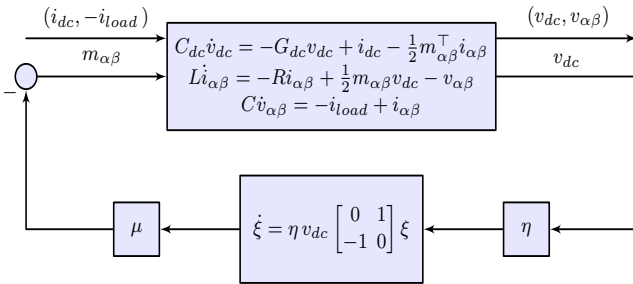 (i_{dc}, -i_{load})
(v_{dc}, v_{αβ})
m_{αβ}
v_{dc}
−
C_{dc} \dot{v}_{dc} = -G_{dc} v_{dc} + i_{dc} - \frac{1}{2} m_{αβ}^{⊤} i_{αβ}
L \dot{i}_{αβ} = -R i_{αβ} + \frac{1}{2} m_{αβ} v_{dc} - v_{αβ}
C \dot{v}_{αβ} = -i_{load} + i_{αβ}
μ
\dot{ξ} = η v_{dc} \begin{bmatrix} 0 & 1 \\ -1 & 0 \end{bmatrix} ξ
η